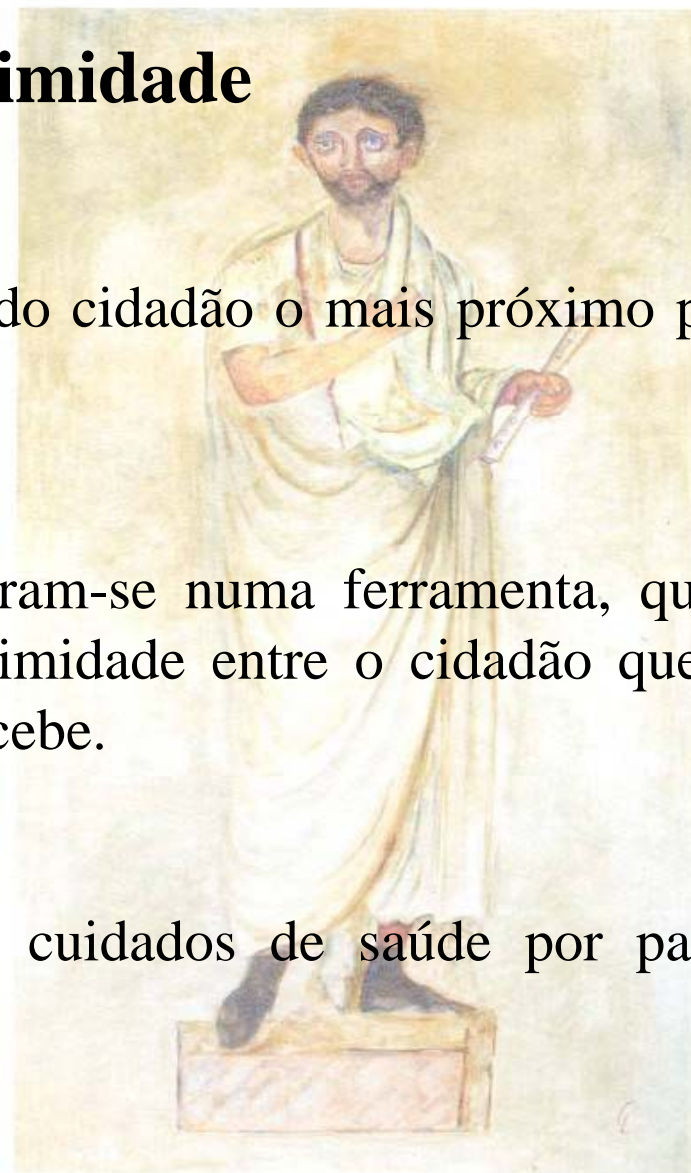 imidade
do cidadão o mais próximo p
ram-se numa ferramenta, qu
imidade entre o cidadão que
cebe.
cuidados de saúde por pa